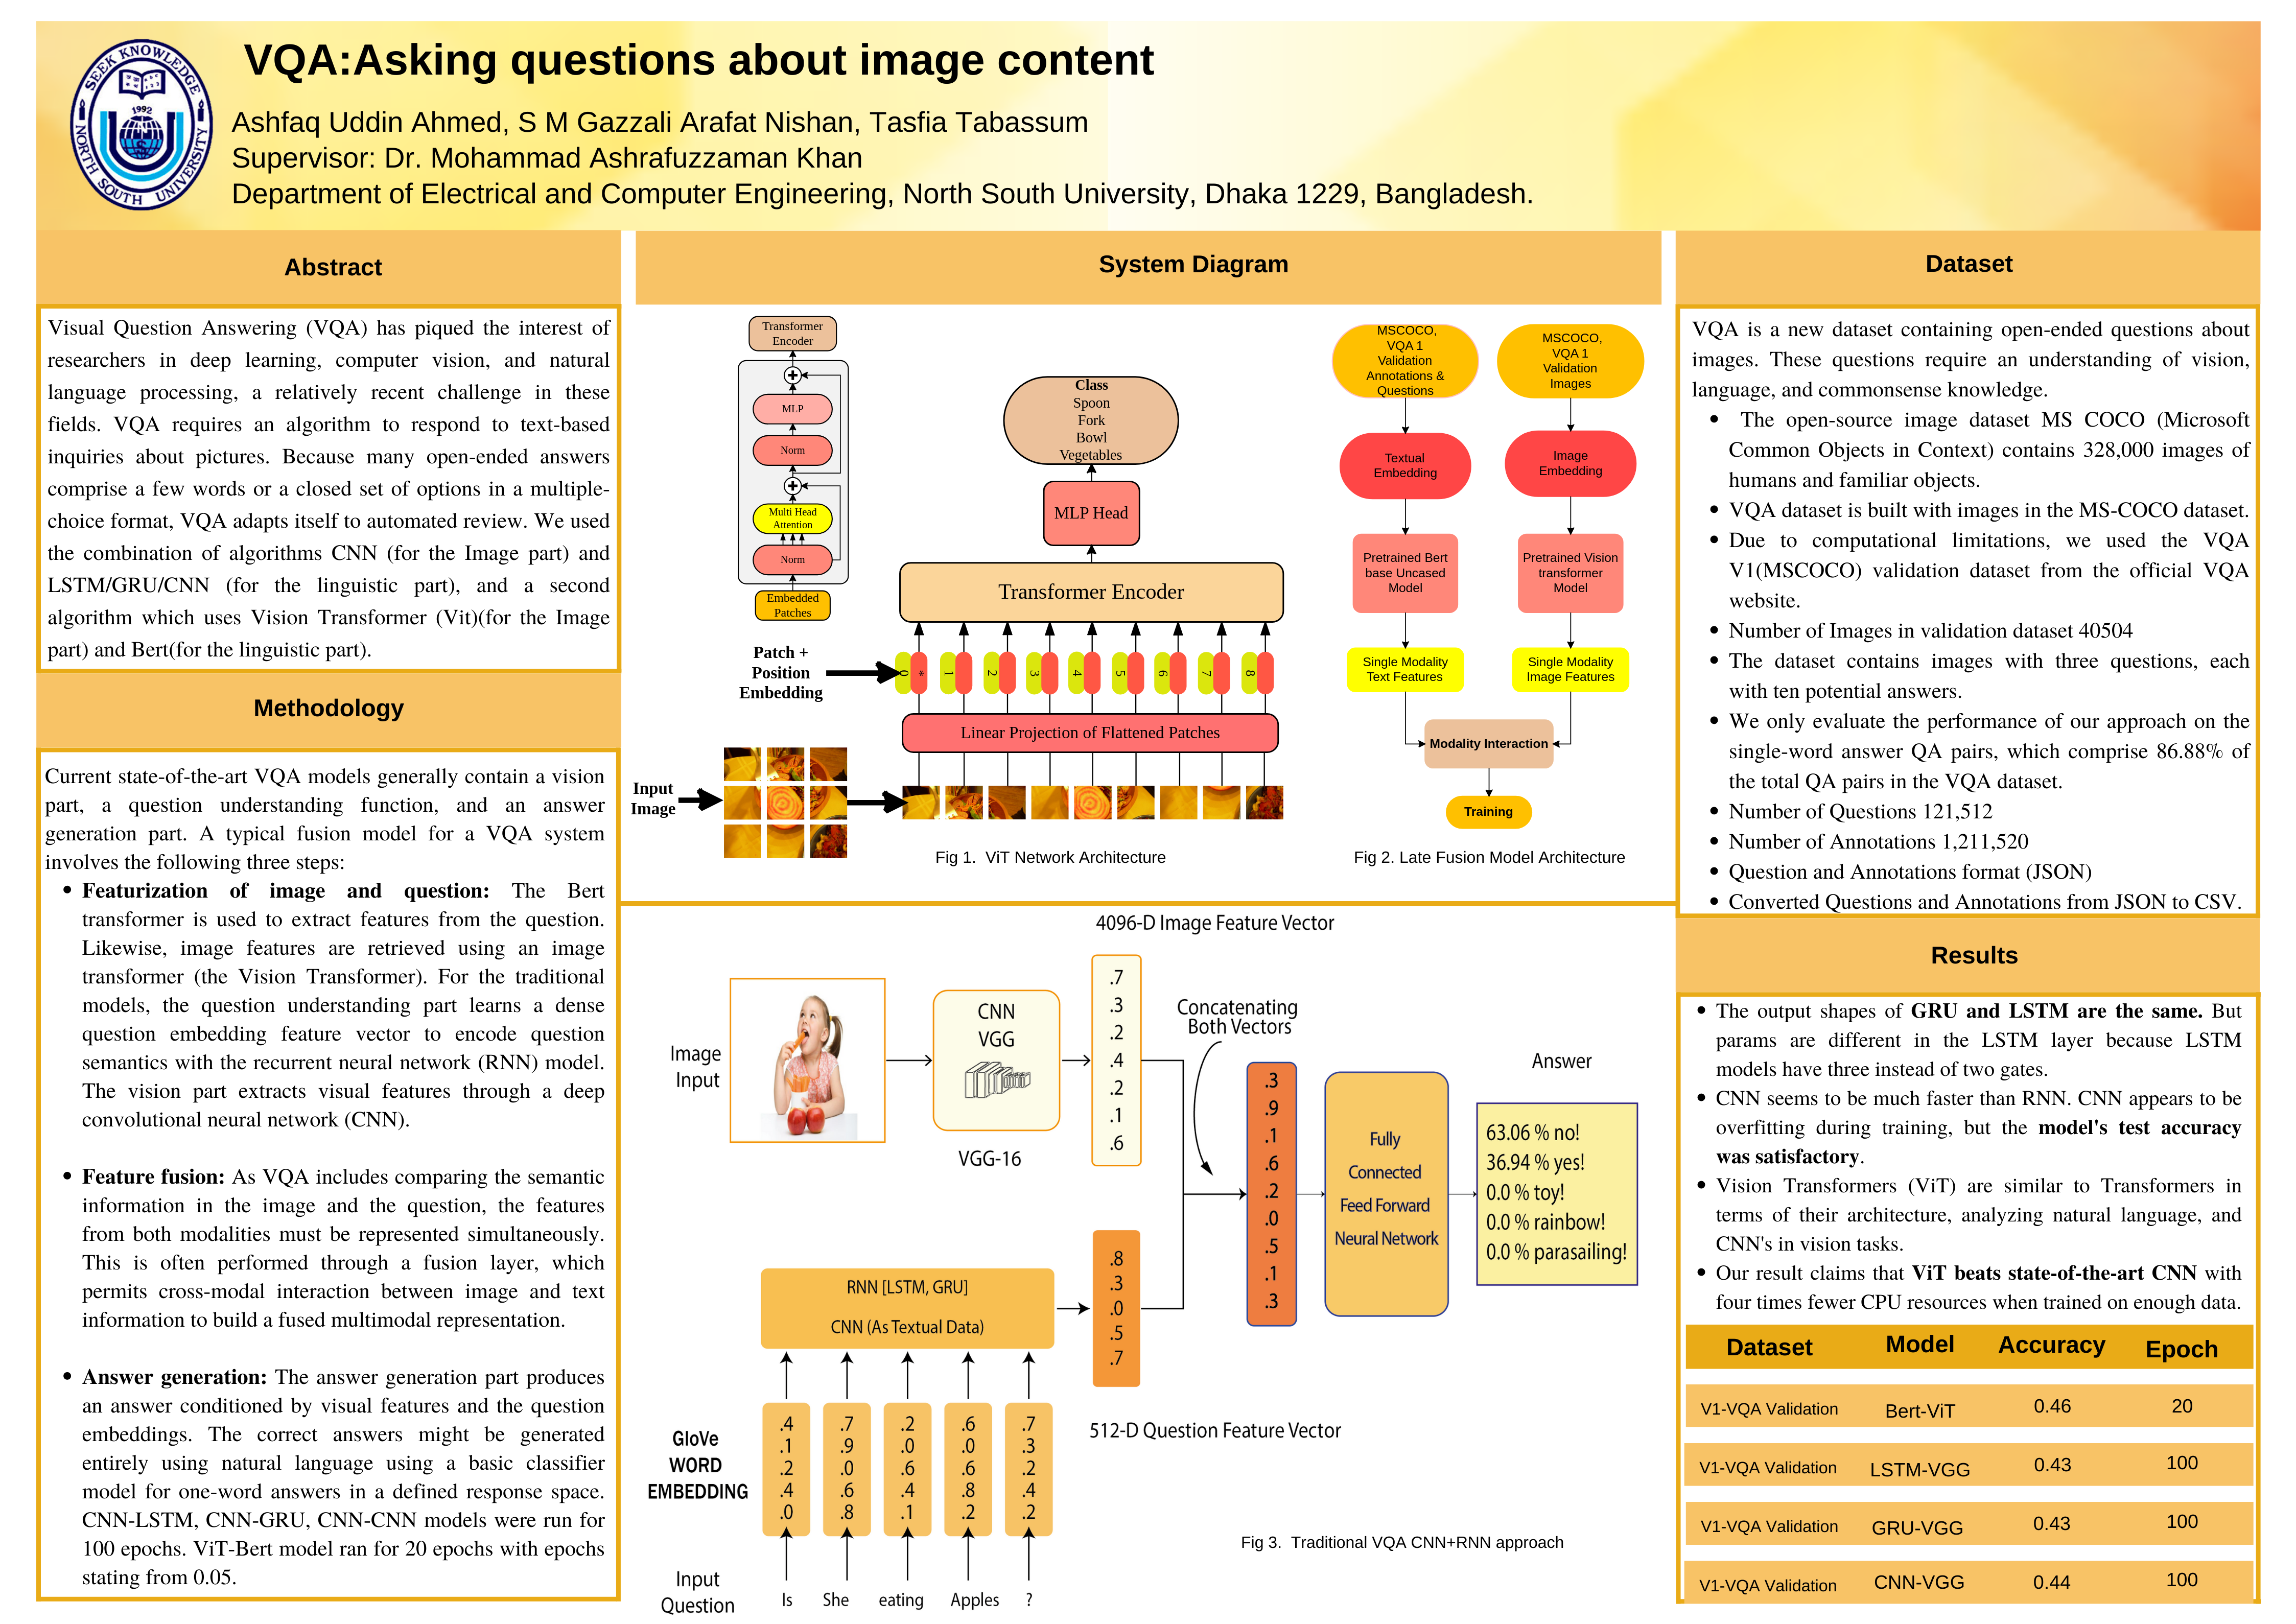 SEEK KNOWLEDGE
1992
NORTH SOUTH UNIVERSITY
VQA:Asking questions about image content
Ashfaq Uddin Ahmed, S M Gazzali Arafat Nishan, Tasfia Tabassum
Supervisor: Dr. Mohammad Ashrafuzzaman Khan
Department of Electrical and Computer Engineering, North South University, Dhaka 1229, Bangladesh.
Abstract
Visual Question Answering (VQA) has piqued the interest of
researchers in deep learning, computer vision, and natural
language processing, a relatively recent challenge in these
fields. VQA requires an algorithm to respond to text-based
inquiries about pictures. Because many open-ended answers
comprise a few words or a closed set of options in a multiple-
choice format, VQA adapts itself to automated review. We used
the combination of algorithms CNN (for the Image part) and
LSTM/GRU/CNN (for the linguistic part), and a second
algorithm which uses Vision Transformer (Vit)(for the Image
part) and Bert(for the linguistic part).
Methodology
Current state-of-the-art VQA models generally contain a vision
part, a question understanding function, and an answer
generation part. A typical fusion model for a VQA system
involves the following three steps:
• Featurization of image and question: The Bert
transformer is used to extract features from the question.
Likewise, image features are retrieved using an image
transformer (the Vision Transformer). For the traditional
models, the question understanding part learns a dense
question embedding feature vector to encode question
semantics with the recurrent neural network (RNN) model.
The vision part extracts visual features through a deep
convolutional neural network (CNN).
• Feature fusion: As VQA includes comparing the semantic
information in the image and the question, the features
from both modalities must be represented simultaneously.
This is often performed through a fusion layer, which
permits cross-modal interaction between image and text
information to build a fused multimodal representation.
• Answer generation: The answer generation part produces
an answer conditioned by visual features and the question
embeddings. The correct answers might be generated
entirely using natural language using a basic classifier
model for one-word answers in a defined response space.
CNN-LSTM, CNN-GRU, CNN-CNN models were run for
100 epochs. ViT-Bert model ran for 20 epochs with epochs
stating from 0.05.
System Diagram
Transformer
Encoder
MLP
Norm
Multi Head
Attention
Norm
Embedded
Patches
Class
Spoon
Fork
Bowl
Vegetables
MLP Head
Transformer Encoder
Patch +
Position
Embedding
0 * 1 2 3 4 5 6 7 8
Linear Projection of Flattened Patches
Input
Image
Fig 1. ViT Network Architecture
MSCOCO,
VQA 1
Validation
Annotations &
Questions
Textual
Embedding
Pretrained Bert
base Uncased
Model
Single Modality
Text Features
MSCOCO,
VQA 1
Validation
Images
Image
Embedding
Pretrained Vision
transformer
Model
Single Modality
Image Features
Modality Interaction
Training
Fig 2. Late Fusion Model Architecture
4096-D Image Feature Vector
Image
Input
CNN
VGG
VGG-16
.7
.3
.2
.4
.2
.1
.6
Concatenating
Both Vectors
.3
.9
.1
.6
.2
.0
.5
.1
.3
Fully
Connected
Feed Forward
Neural Network
Answer
63.06 % no!
36.94 % yes!
0.0 % toy!
0.0 % rainbow!
0.0 % parasailing!
RNN [LSTM, GRU]
CNN (As Textual Data)
.8
.3
.0
.5
.7
512-D Question Feature Vector
GloVe
WORD
EMBEDDING
.4 .7 .2 .6 .7
.1 .9 .0 .0 .3
.2 .0 .6 .6 .2
.4 .6 .4 .8 .4
.0 .8 .1 .2 .2
Input
Question
Is She eating Apples ?
Fig 3. Traditional VQA CNN+RNN approach
Dataset
VQA is a new dataset containing open-ended questions about
images. These questions require an understanding of vision,
language, and commonsense knowledge.
• The open-source image dataset MS COCO (Microsoft
Common Objects in Context) contains 328,000 images of
humans and familiar objects.
• VQA dataset is built with images in the MS-COCO dataset.
• Due to computational limitations, we used the VQA
V1(MSCOCO) validation dataset from the official VQA
website.
• Number of Images in validation dataset 40504
• The dataset contains images with three questions, each
with ten potential answers.
• We only evaluate the performance of our approach on the
single-word answer QA pairs, which comprise 86.88% of
the total QA pairs in the VQA dataset.
• Number of Questions 121,512
• Number of Annotations 1,211,520
• Question and Annotations format (JSON)
• Converted Questions and Annotations from JSON to CSV.
Results
• The output shapes of GRU and LSTM are the same. But
params are different in the LSTM layer because LSTM
models have three instead of two gates.
• CNN seems to be much faster than RNN. CNN appears to be
overfitting during training, but the model's test accuracy
was satisfactory.
• Vision Transformers (ViT) are similar to Transformers in
terms of their architecture, analyzing natural language, and
CNN's in vision tasks.
• Our result claims that ViT beats state-of-the-art CNN with
four times fewer CPU resources when trained on enough data.
Dataset Model Accuracy Epoch
V1-VQA Validation Bert-ViT 0.46 20
V1-VQA Validation LSTM-VGG 0.43 100
V1-VQA Validation GRU-VGG 0.43 100
V1-VQA Validation CNN-VGG 0.44 100